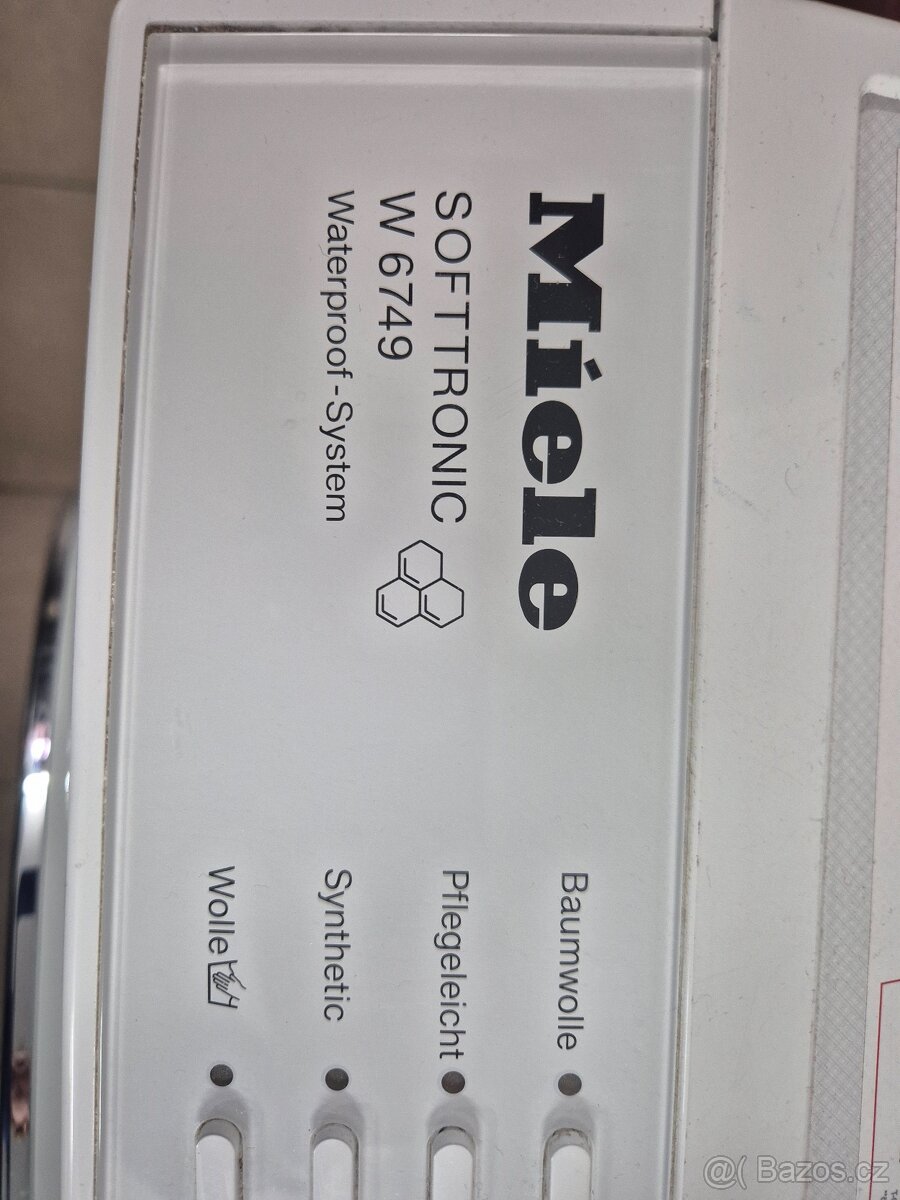 Miele
SOFTTRONIC
W 6749
Waterproof-System
Baumwolle
Pflegeleicht
Synthetic
Wolle
@( Bazos.cz